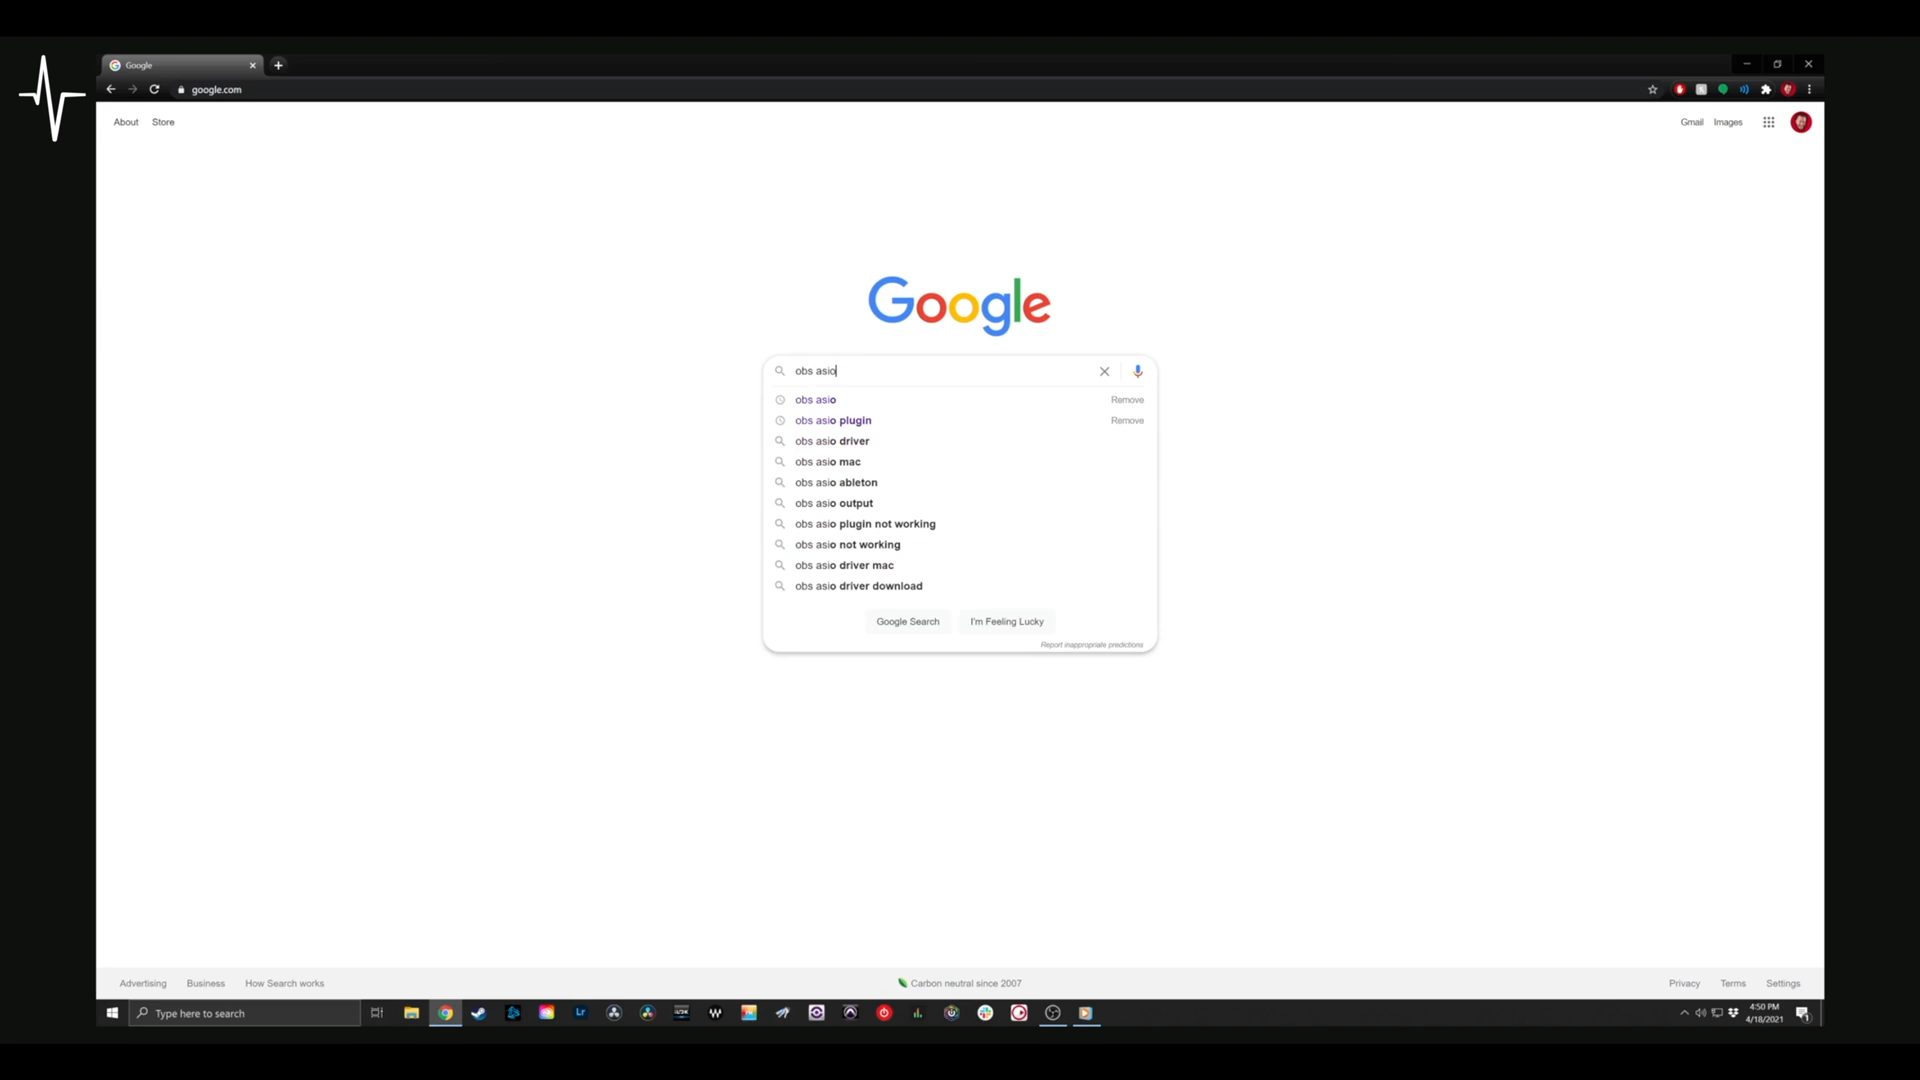 Google
google.com
About Store
Gmail Images
Google
obs asio
obs asio Remove
obs asio plugin Remove
obs asio driver
obs asio mac
obs asio ableton
obs asio output
obs asio plugin not working
obs asio not working
obs asio driver mac
obs asio driver download
Google Search I'm Feeling Lucky
Report inappropriate predictions
Advertising Business How Search works
Carbon neutral since 2007
Privacy Terms Settings
Type here to search
Lr
4:50 PM
4/18/2021
1